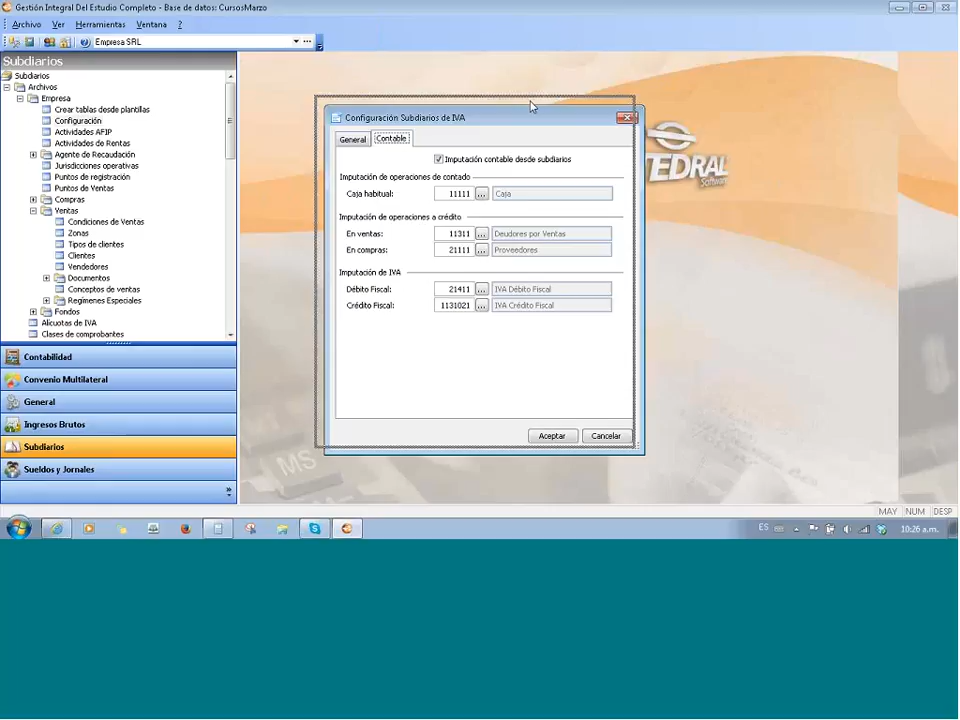 Gestión Integral Del Estudio Completo - Base de datos: CursosMarzo
Archivo Ver Herramientas Ventana ?
Empresa SRL
Subdiarios
Subdiarios
Archivos
Empresa
Crear tablas desde plantillas
Configuración
Actividades AFIP
Actividades de Rentas
Agente de Recaudación
Jurisdicciones operativas
Puntos de registración
Puntos de Ventas
Compras
Ventas
Condiciones de Ventas
Zonas
Tipos de clientes
Clientes
Vendedores
Documentos
Conceptos de ventas
Regimenes Especiales
Fondos
Alícuotas de IVA
Clases de comprobantes
Contabilidad
Convenio Multilateral
General
Ingresos Brutos
Subdiarios
Sueldos y Jornales
Configuración Subdiarios de IVA
General Contable
Imputación contable desde subdiarios
Imputación de operaciones de contado
Caja habitual: 11111 ... Caja
Imputación de operaciones a crédito
En ventas: 11311 ... Deudores por Ventas
En compras: 21111 ... Proveedores
Imputación de IVA
Débito Fiscal: 21411 ... IVA Débito Fiscal
Crédito Fiscal: 1131021 ... IVA Crédito Fiscal
Aceptar Cancelar
TEDRAL
Software
MS
MAY NUM DESP
ES 10:26 a.m.